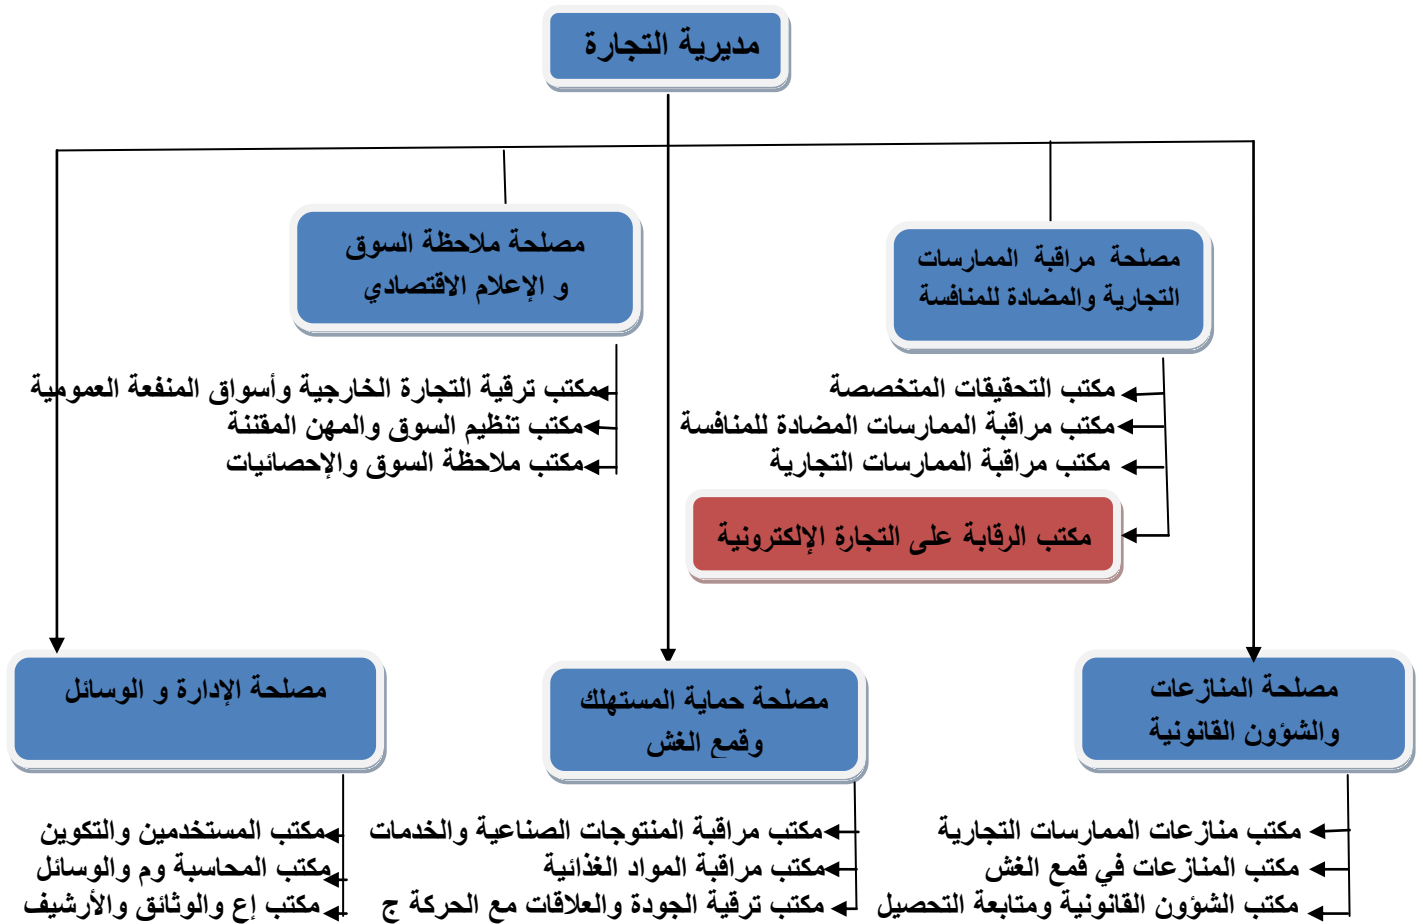 مديرية التجارة
مصلحة مراقبة الممارسات
التجارية والمضادة للمنافسة
مكتب التحقيقات المتخصصة
مكتب مراقبة الممارسات المضادة للمنافسة
مكتب مراقبة الممارسات التجارية
مكتب الرقابة على التجارة الإلكترونية
مصلحة ملاحظة السوق
و الإعلام الاقتصادي
مكتب ترقية التجارة الخارجية وأسواق المنفعة العمومية
مكتب تنظيم السوق والمهن المقننة
مكتب ملاحظة السوق والإحصائيات
مصلحة المنازعات
والشؤون القانونية
مكتب منازعات الممارسات التجارية
مكتب المنازعات في قمع الغش
مكتب الشؤون القانونية ومتابعة التحصيل
مصلحة حماية المستهلك
وقمع الغش
مكتب مراقبة المنتوجات الصناعية والخدمات
مكتب مراقبة المواد الغذائية
مكتب ترقية الجودة والعلاقات مع الحركة ج
مصلحة الإدارة و الوسائل
مكتب المستخدمين والتكوين
مكتب المحاسبة وم والوسائل
مكتب إع والوثائق والأرشيف